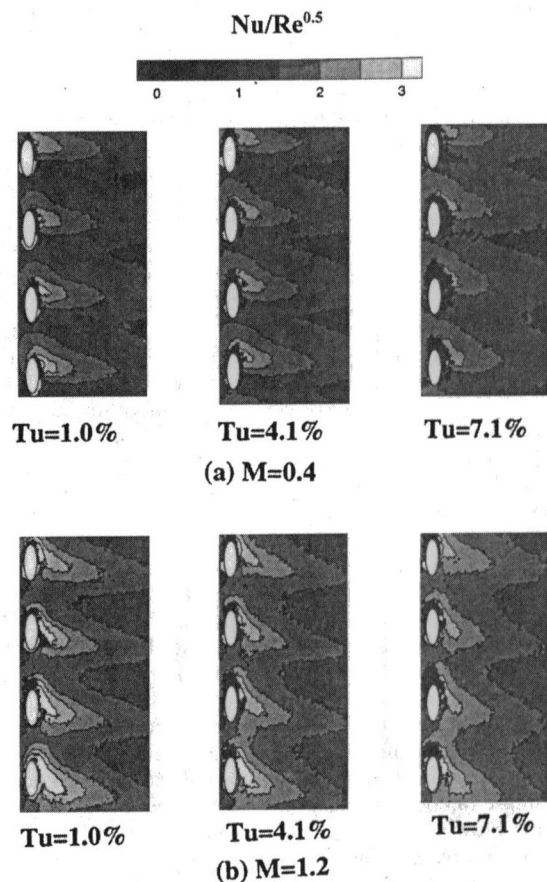 Nu/Re^0.5
0 1 2 3
Tu=1.0% Tu=4.1% Tu=7.1%
(a) M=0.4
Tu=1.0% Tu=4.1% Tu=7.1%
(b) M=1.2